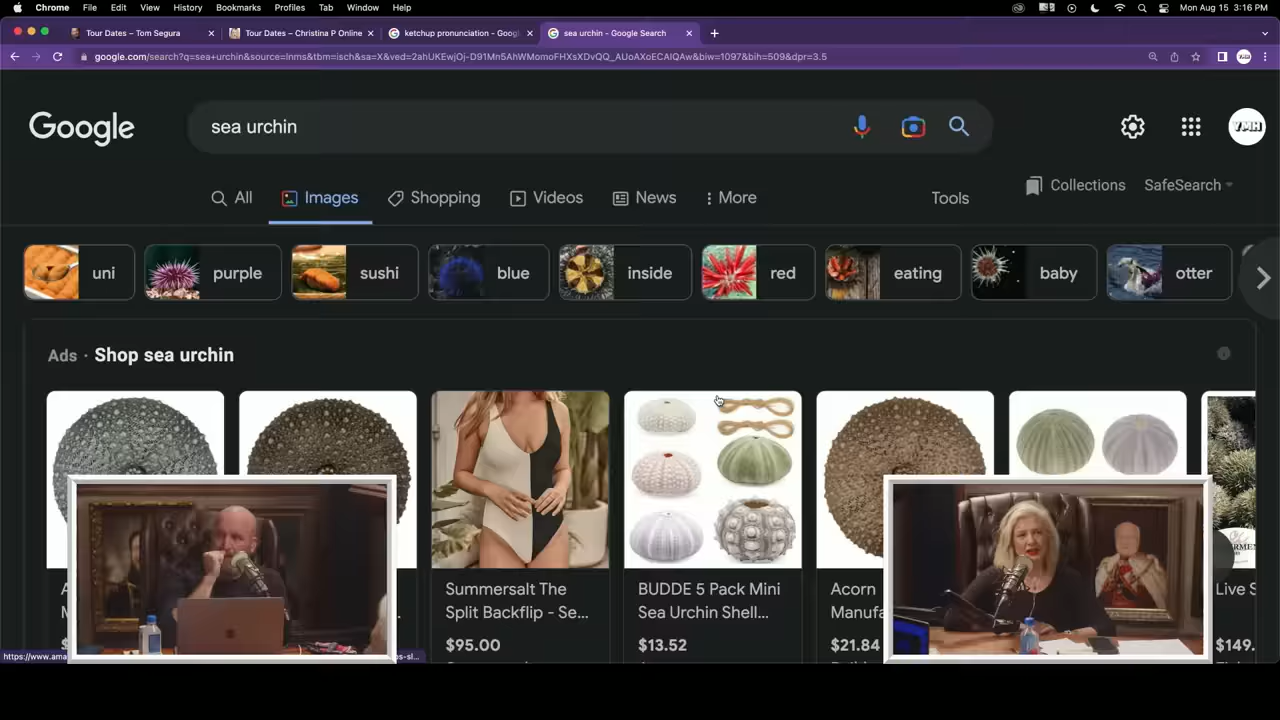 Chrome File Edit View History Bookmarks Profiles Tab Window Help Mon Aug 15 3:16 PM
Tour Dates – Tom Segura Tour Dates – Christina P Online ketchup pronunciation - Googl sea urchin - Google Search
google.com/search?q=sea+urchin&source=lnms&tbm=isch&sa=X&ved=2ahUKEwjOj-D91Mn5AhWMomoFHXsXDvQQ_AUoAXoECAIQAw&biw=1097&bih=509&dpr=3.5
Google sea urchin YMH
All Images Shopping Videos News More Tools Collections SafeSearch
uni purple sushi blue inside red eating baby otter
Ads · Shop sea urchin
Summersalt The BUDDE 5 Pack Mini Acorn Live S
Split Backflip - Se... Sea Urchin Shell... Manufa
$95.00 $13.52 $21.84 $149.
https://www.ama